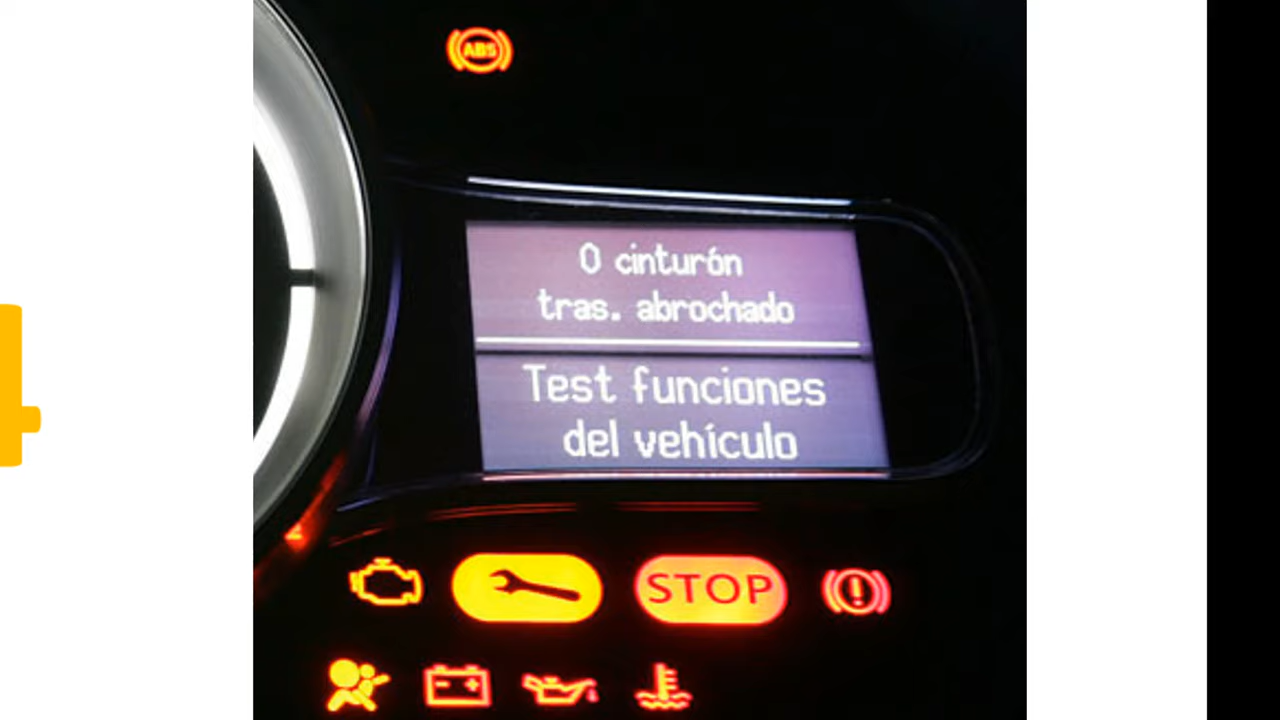 ABS
0 cinturón
tras. abrochado
Test funciones
del vehículo
STOP